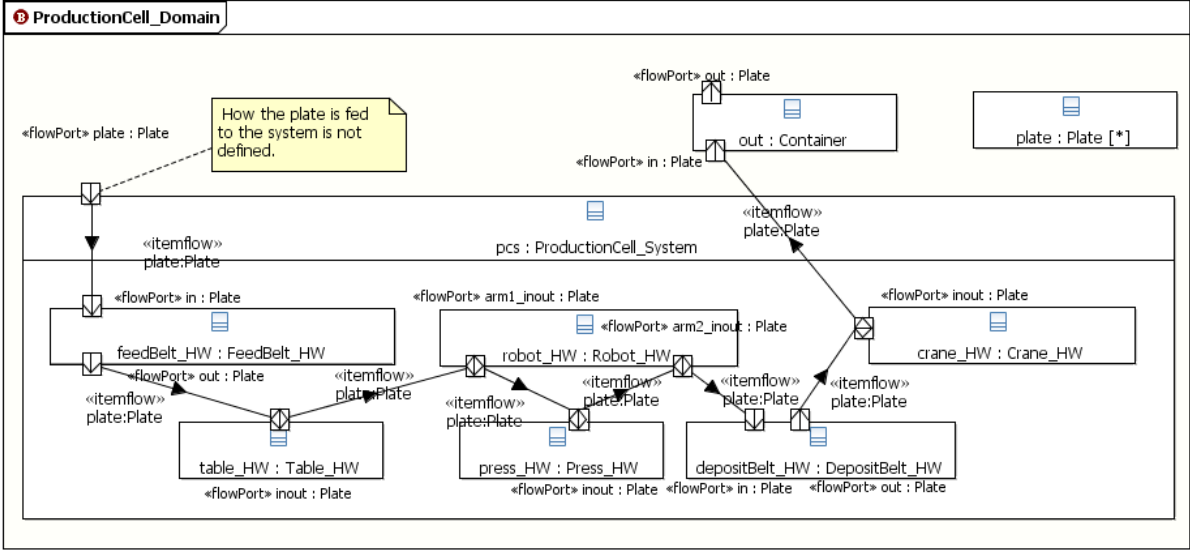 B ProductionCell_Domain
«flowPort» out : Plate
How the plate is fed
to the system is not
defined.
«flowPort» plate : Plate
out : Container
plate : Plate [*]
«flowPort» in : Plate
«itemflow»
plate:Plate
pcs : ProductionCell_System
«itemflow»
plate:Plate
«flowPort» in : Plate
«flowPort» arm1_inout : Plate
«flowPort» inout : Plate
«flowPort» arm2_inout : Plate
feedBelt_HW : FeedBelt_HW
robot_HW : Robot_HW
crane_HW : Crane_HW
«flowPort» out : Plate
«itemflow»
plate:Plate
«itemflow»
plate:Plate
«itemflow»
plate:Plate
«itemflow»
plate:Plate
«itemflow»
plate:Plate
«itemflow»
plate:Plate
table_HW : Table_HW
press_HW : Press_HW
depositBelt_HW : DepositBelt_HW
«flowPort» inout : Plate
«flowPort» inout : Plate
«flowPort» in : Plate
«flowPort» out : Plate